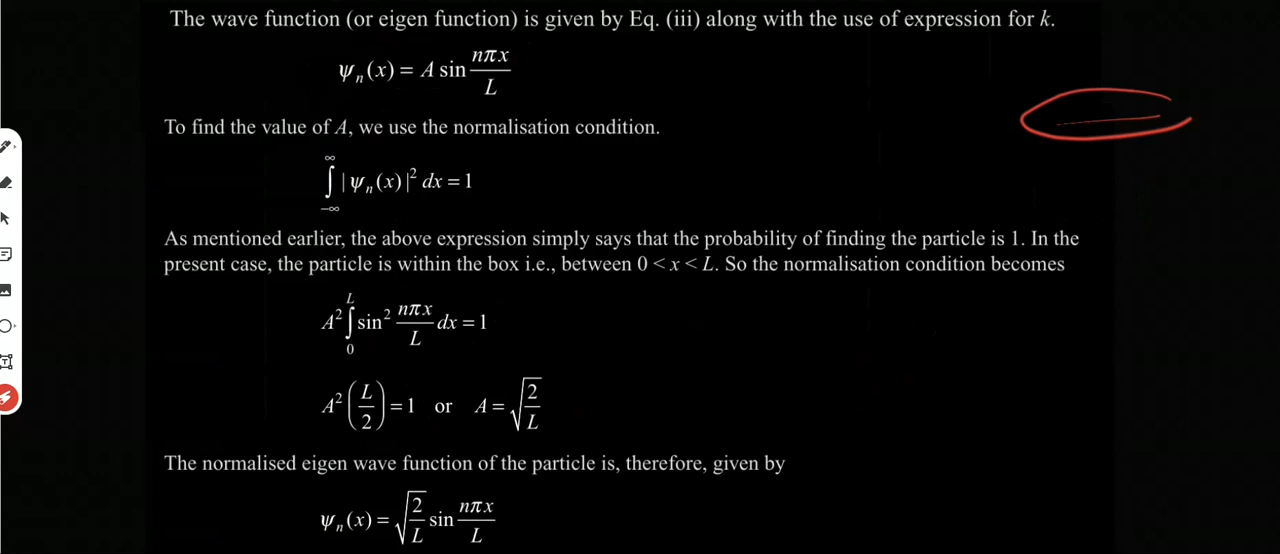 The wave function (or eigen function) is given by Eq. (iii) along with the use of expression for k.
ψₙ(x) = A sin nπx/L
To find the value of A, we use the normalisation condition.
∫_{-∞}^{∞} |ψₙ(x)|² dx = 1
As mentioned earlier, the above expression simply says that the probability of finding the particle is 1. In the
present case, the particle is within the box i.e., between 0 < x < L. So the normalisation condition becomes
A² ∫_{0}^{L} sin² nπx/L dx = 1
A² (L/2) = 1 or A = √(2/L)
The normalised eigen wave function of the particle is, therefore, given by
ψₙ(x) = √(2/L) sin nπx/L